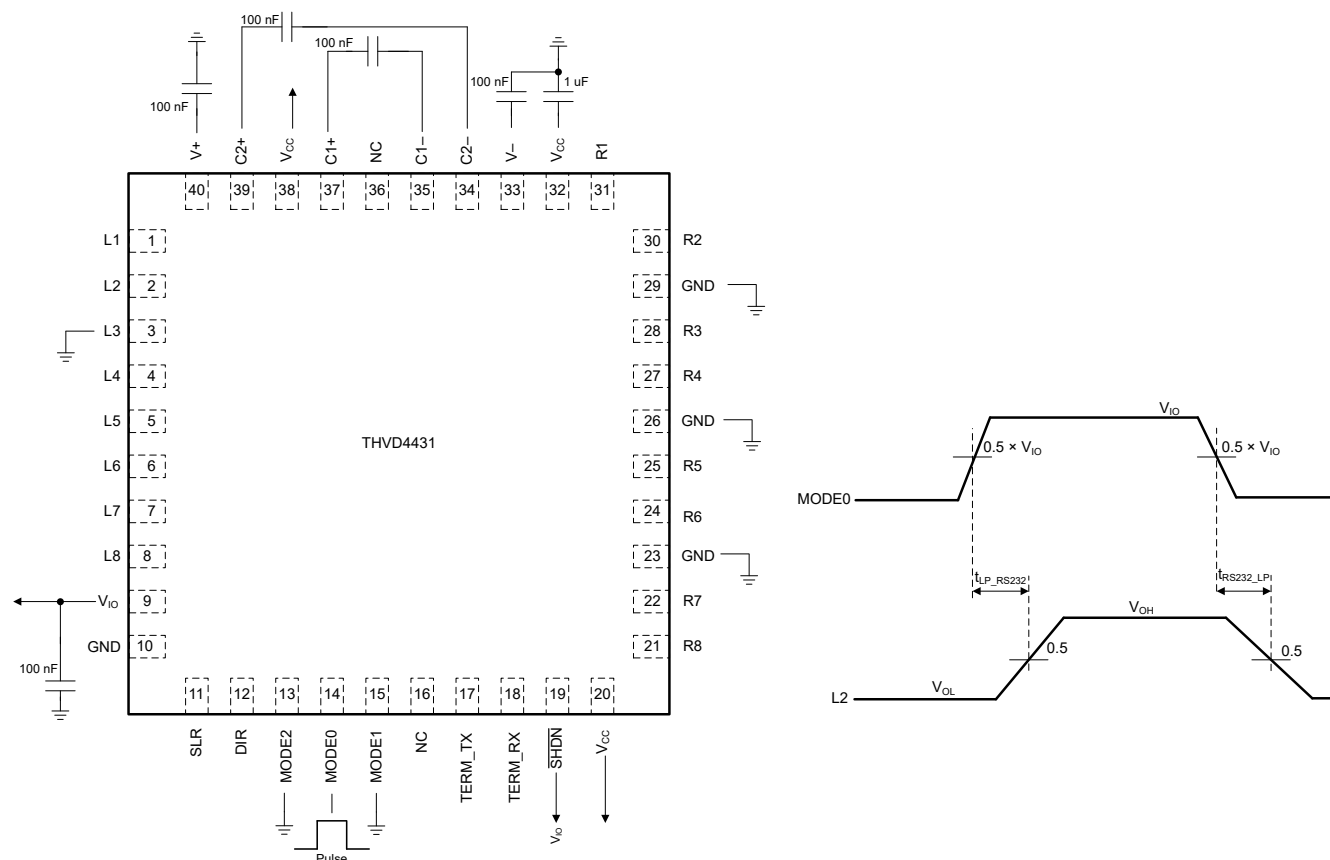 100 nF
100 nF
100 nF
100 nF
1 uF
V+
C2+
VCC
C1+
NC
C1–
C2–
V–
VCC
R1
40
39
38
37
36
35
34
33
32
31
L1 1
30 R2
L2 2
29 GND
L3 3
28 R3
L4 4
27 R4
L5 5
26 GND
THVD4431
L6 6
25 R5
L7 7
24 R6
L8 8
23 GND
VIO 9
22 R7
GND 10
21 R8
100 nF
11
12
13
14
15
16
17
18
19
20
SLR
DIR
MODE2
MODE0
MODE1
NC
TERM_TX
TERM_RX
SHDN
VCC
VIO
Pulse
VIO
0.5 × VIO
0.5 × VIO
MODE0
tLP_RS232
tRS232_LP
VOH
0.5
0.5
L2
VOL